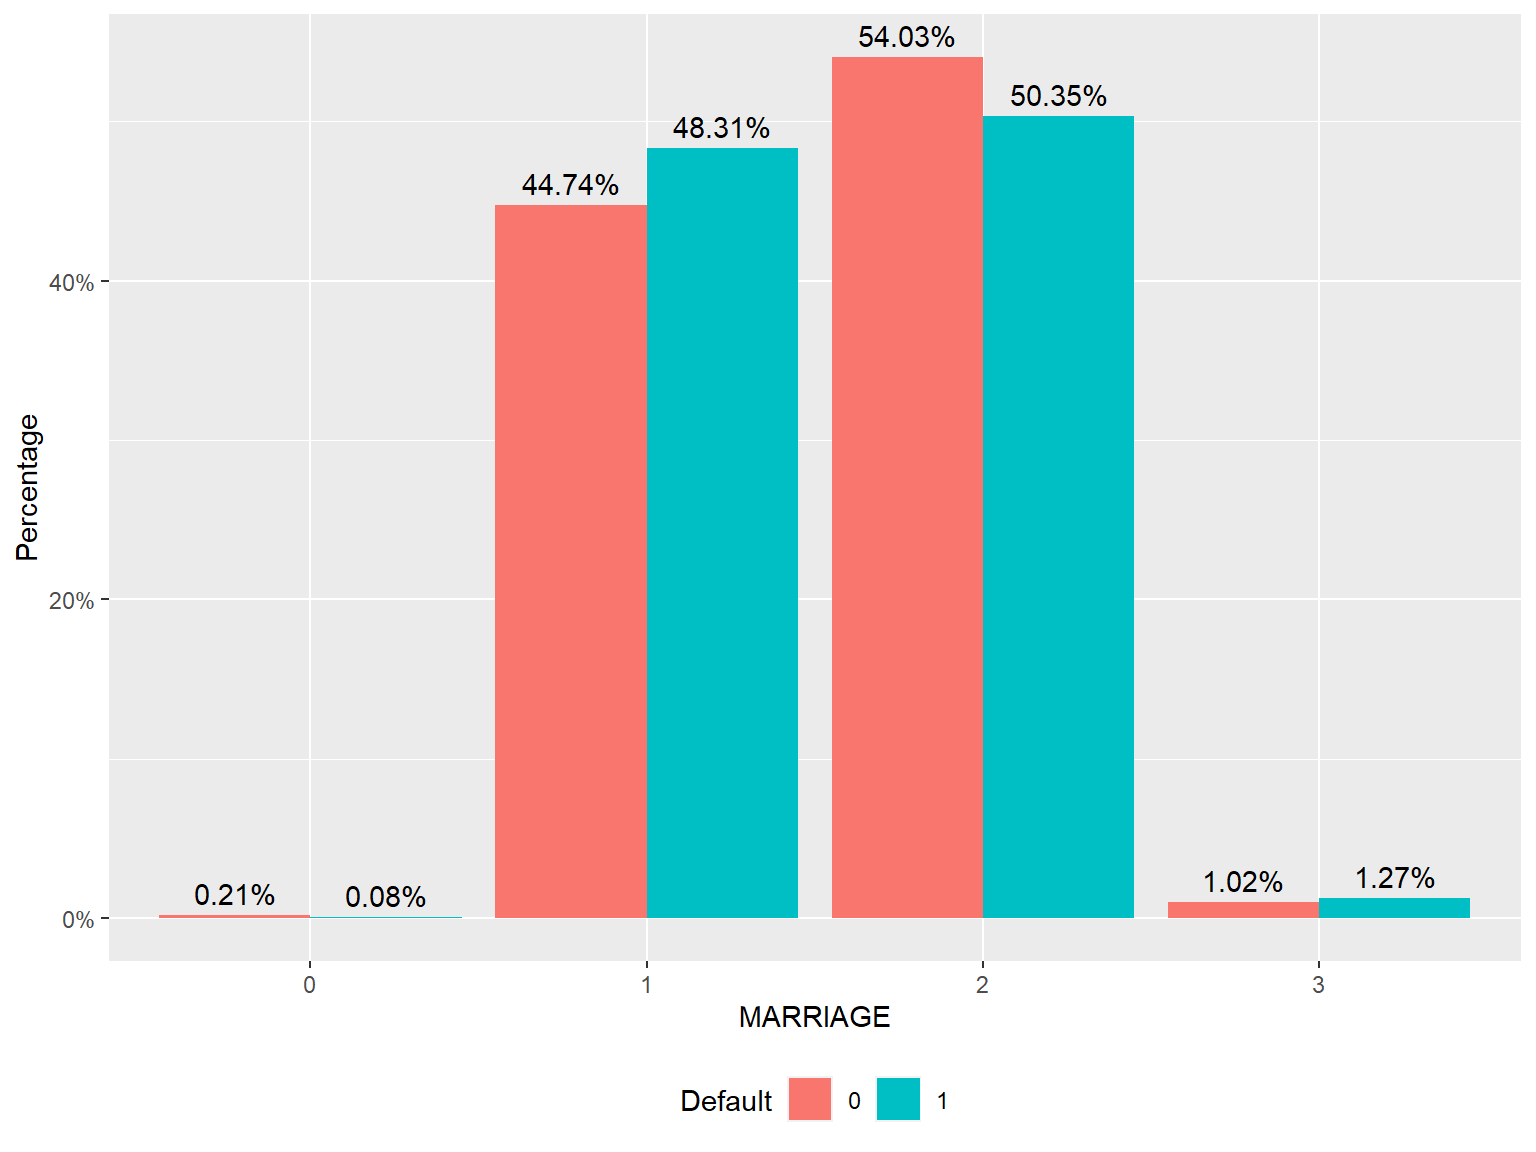 54.03%
50.35%
48.31%
44.74%
40%
Percentage
20%
0.21%
0.08%
1.02%
1.27%
0%
0 1 2 3
MARRIAGE
Default 0 1